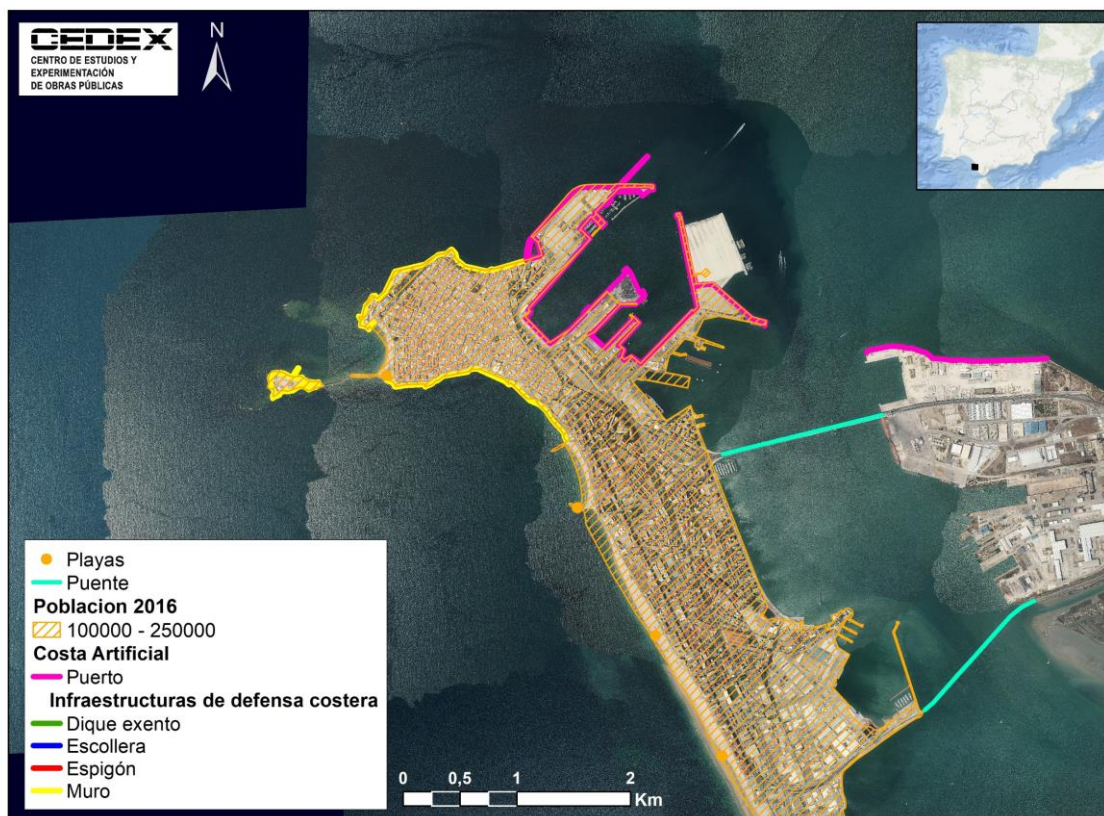 CEDEX
CENTRO DE ESTUDIOS Y
EXPERIMENTACIÓN
DE OBRAS PÚBLICAS
N
Playas
Puente
Poblacion 2016
100000 - 250000
Costa Artificial
Puerto
Infraestructuras de defensa costera
Dique exento
Escollera
Espigón
Muro
0 0,5 1 2
Km